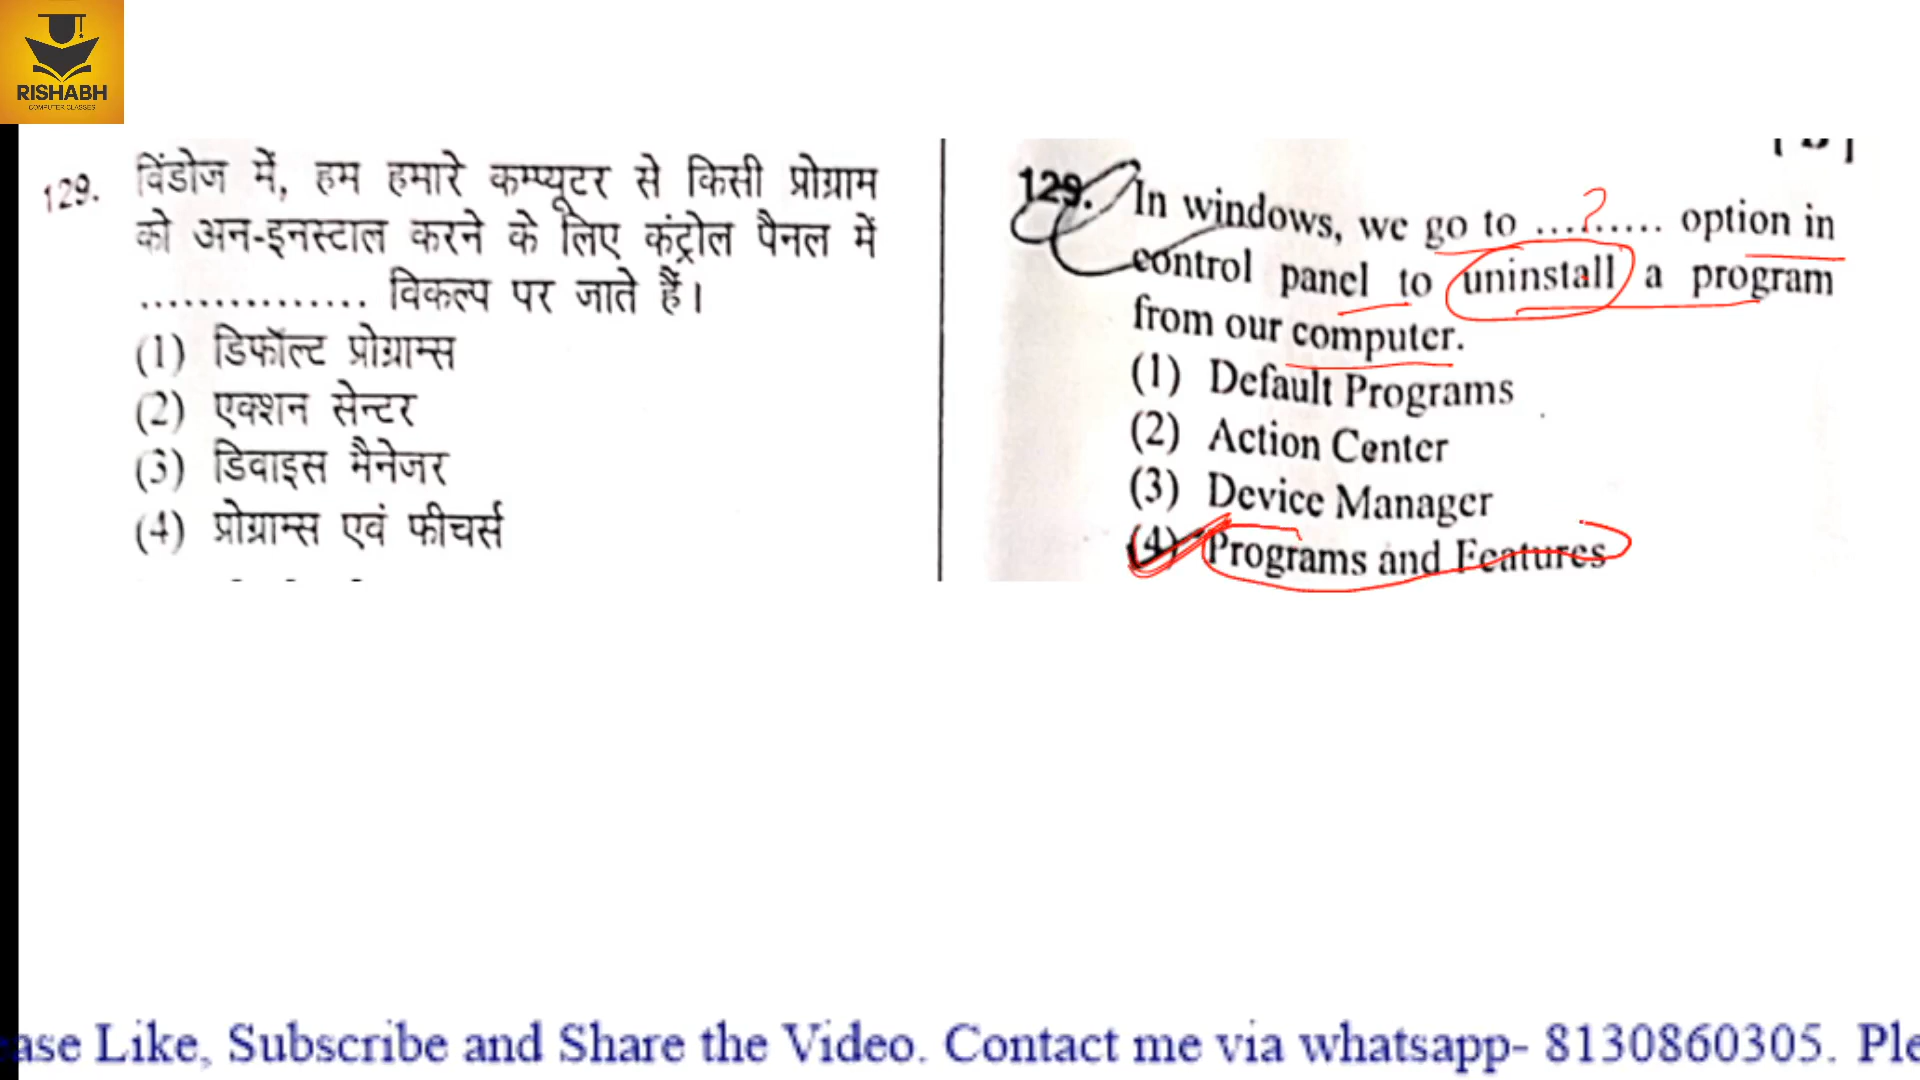 RISHABH
COMPUTER CLASSES
129. विंडोज में, हम हमारे कम्प्यूटर से किसी प्रोग्राम
को अन-इनस्टाल करने के लिए कंट्रोल पैनल में
............... विकल्प पर जाते हैं।
(1) डिफॉल्ट प्रोग्राम्स
(2) एक्शन सेन्टर
(3) डिवाइस मैनेजर
(4) प्रोग्राम्स एवं फीचर्स
129. In windows, we go to ....?..... option in
control panel to uninstall a program
from our computer.
(1) Default Programs
(2) Action Center
(3) Device Manager
(4) Programs and Features
ase Like, Subscribe and Share the Video. Contact me via whatsapp- 8130860305. Ple